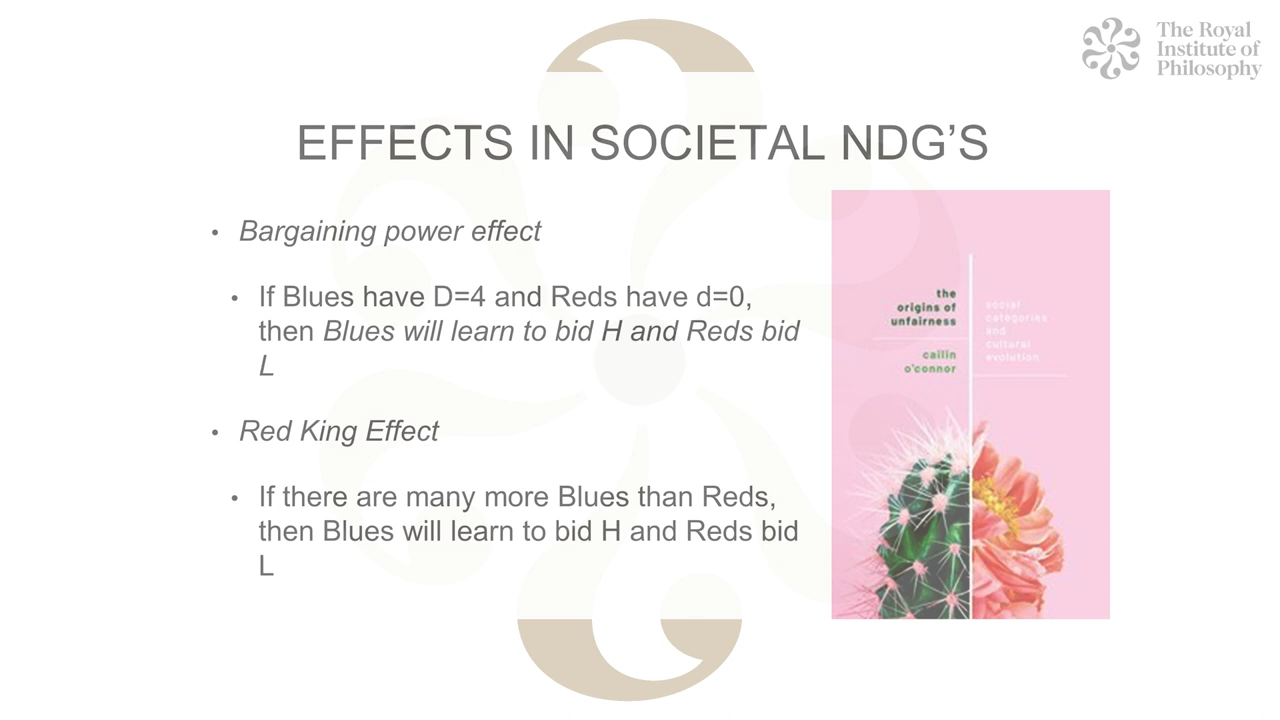 The Royal
Institute of
Philosophy
EFFECTS IN SOCIETAL NDG’S
• Bargaining power effect
• If Blues have D=4 and Reds have d=0,
then Blues will learn to bid H and Reds bid
L
• Red King Effect
• If there are many more Blues than Reds,
then Blues will learn to bid H and Reds bid
L
the
origins of
unfairness
cailin
o’connor
social
categories
and
cultural
evolution